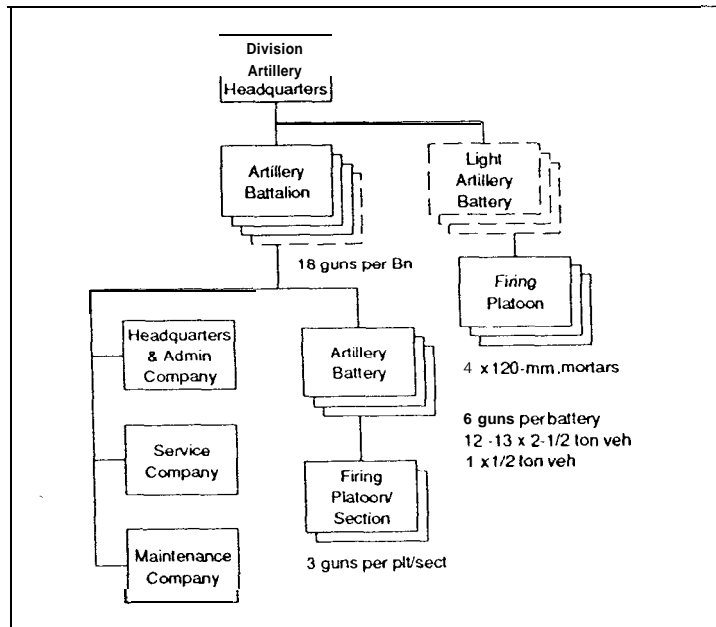 Division
Artillery
Headquarters
Artillery
Battalion
Light
Artillery
Battery
18 guns per Bn
Firing
Platoon
Headquarters
& Admin
Company
Artillery
Battery
4 x 120-mm. mortars
6 guns per battery
12 -13 x 2-1/2 ton veh
1 x 1/2 ton veh
Service
Company
Firing
Platoon/
Section
3 guns per plt/sect
Maintenance
Company